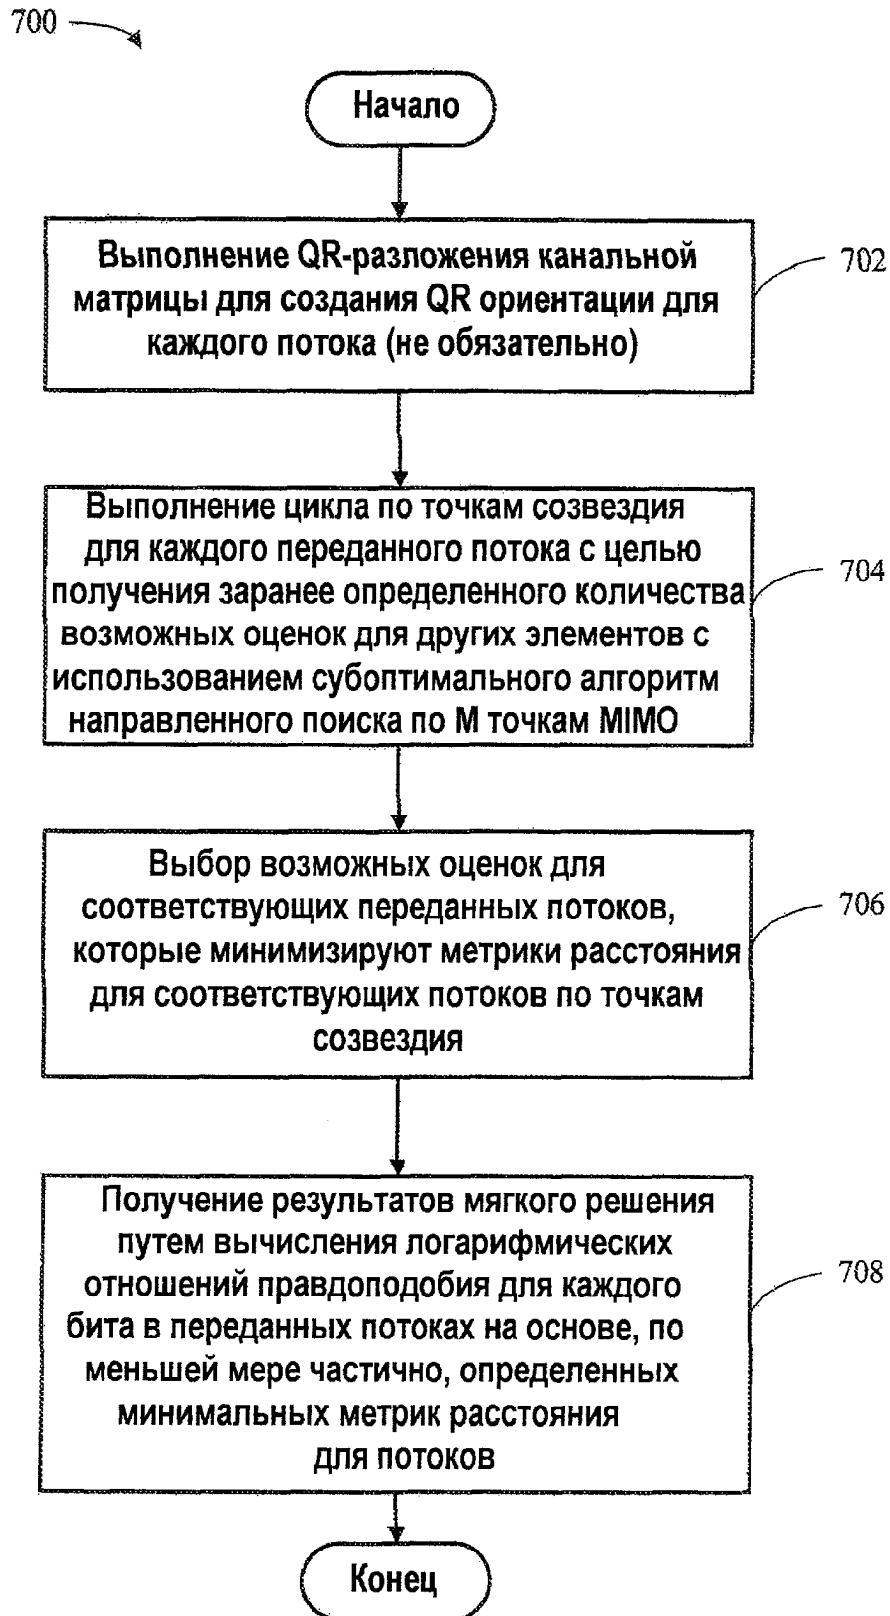 700
Начало
Выполнение QR-разложения канальной
матрицы для создания QR ориентации для
каждого потока (не обязательно)
702
Выполнение цикла по точкам созвездия
для каждого переданного потока с целью
получения заранее определенного количества
возможных оценок для других элементов с
использованием субоптимального алгоритм
направленного поиска по М точкам MIMO
704
Выбор возможных оценок для
соответствующих переданных потоков,
которые минимизируют метрики расстояния
для соответствующих потоков по точкам
созвездия
706
Получение результатов мягкого решения
путем вычисления логарифмических
отношений правдоподобия для каждого
бита в переданных потоках на основе, по
меньшей мере частично, определенных
минимальных метрик расстояния
для потоков
708
Конец